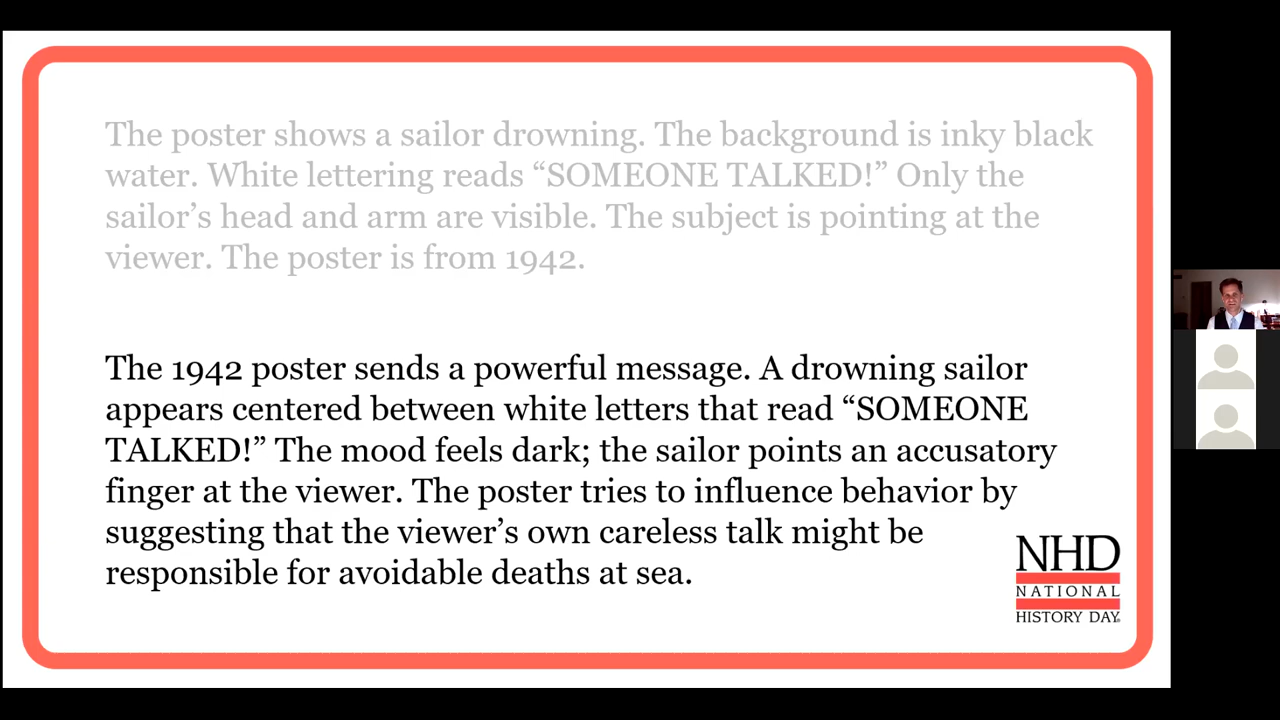 The poster shows a sailor drowning. The background is inky black
water. White lettering reads “SOMEONE TALKED!” Only the
sailor’s head and arm are visible. The subject is pointing at the
viewer. The poster is from 1942.
The 1942 poster sends a powerful message. A drowning sailor
appears centered between white letters that read “SOMEONE
TALKED!” The mood feels dark; the sailor points an accusatory
finger at the viewer. The poster tries to influence behavior by
suggesting that the viewer’s own careless talk might be
responsible for avoidable deaths at sea.
NHD
NATIONAL
HISTORY DAY